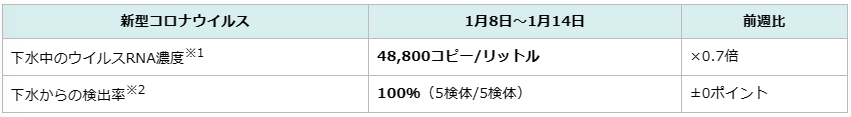 新型コロナウイルス 1月8日～1月14日 前週比
下水中のウイルスRNA濃度※1 48,800コピー/リットル ×0.7倍
下水からの検出率※2 100%（5検体/5検体） ±0ポイント